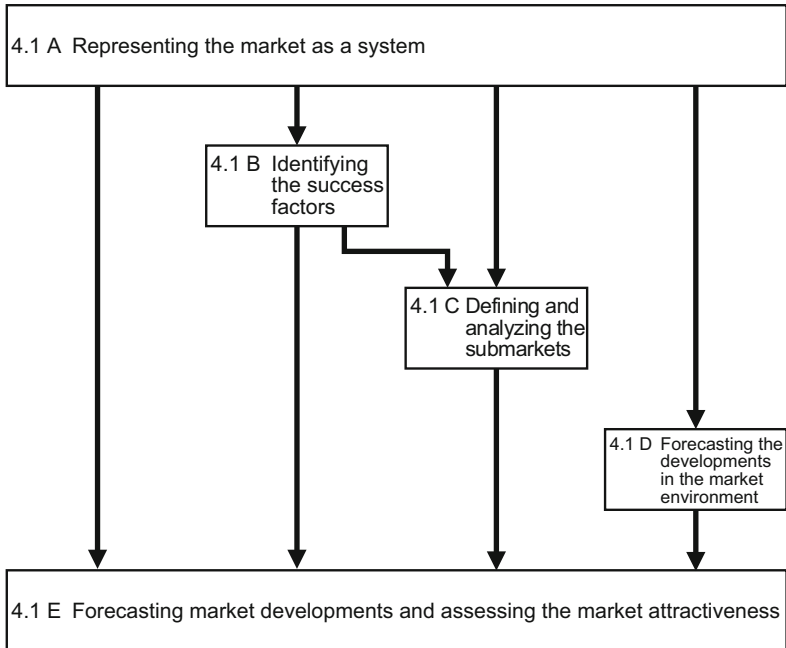 4.1 A Representing the market as a system
4.1 B Identifying
the success
factors
4.1 C Defining and
analyzing the
submarkets
4.1 D Forecasting the
developments
in the market
environment
4.1 E Forecasting market developments and assessing the market attractiveness